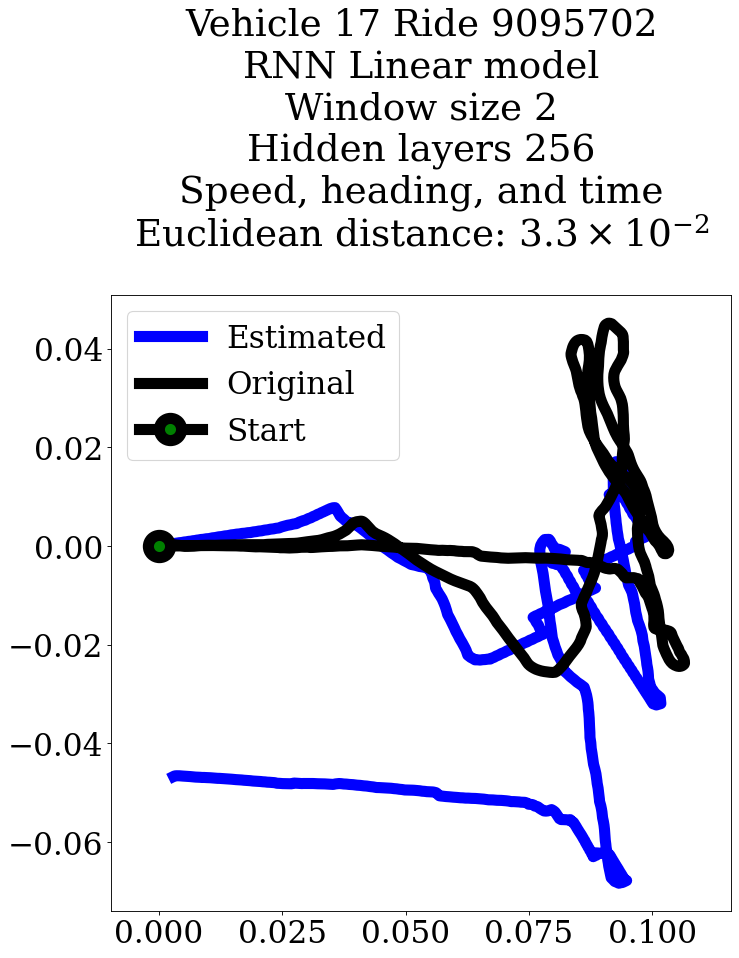 Vehicle 17 Ride 9095702
RNN Linear model
Window size 2
Hidden layers 256
Speed, heading, and time
Euclidean distance: 3.3 × 10⁻²
Estimated
Original
Start
0.04
0.02
0.00
−0.02
−0.04
−0.06
0.000 0.025 0.050 0.075 0.100